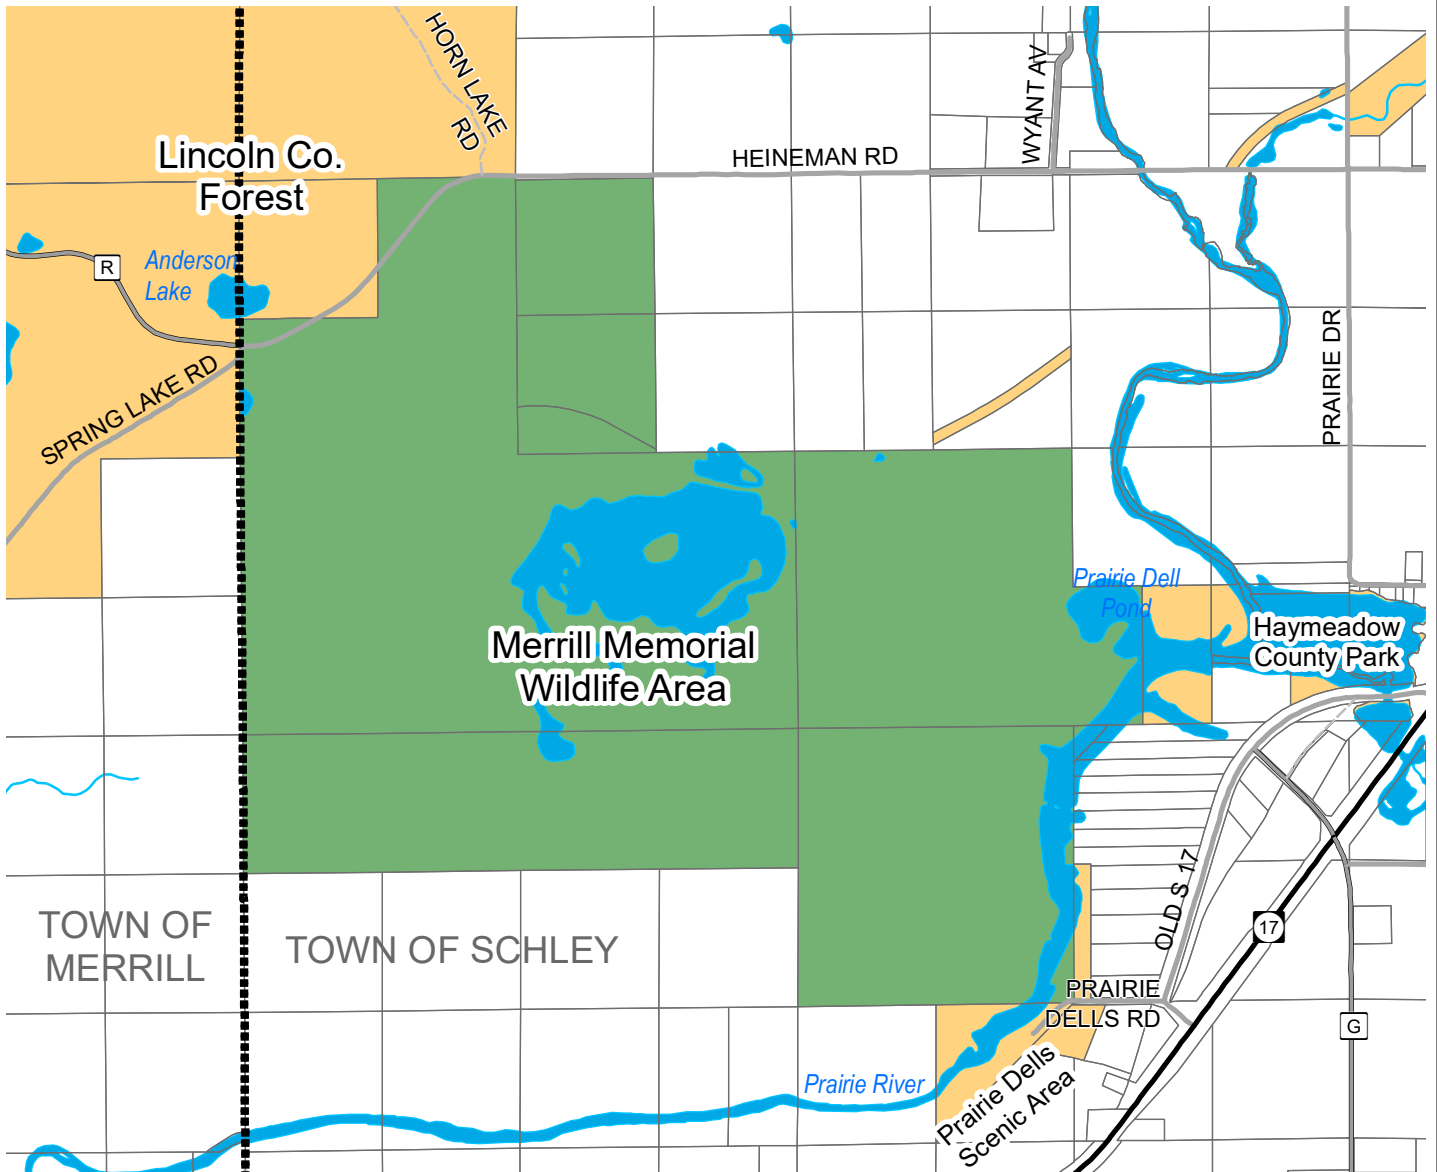 HORN LAKE
RD
WYANT AV
Lincoln Co.
Forest
HEINEMAN RD
Anderson
Lake
R
SPRING LAKE RD
PRAIRIE DR
Prairie Dell
Pond
Haymeadow
County Park
Merrill Memorial
Wildlife Area
OLD S 17
17
TOWN OF
MERRILL
TOWN OF SCHLEY
PRAIRIE
DELLS RD
G
Prairie River
Prairie Dells
Scenic Area